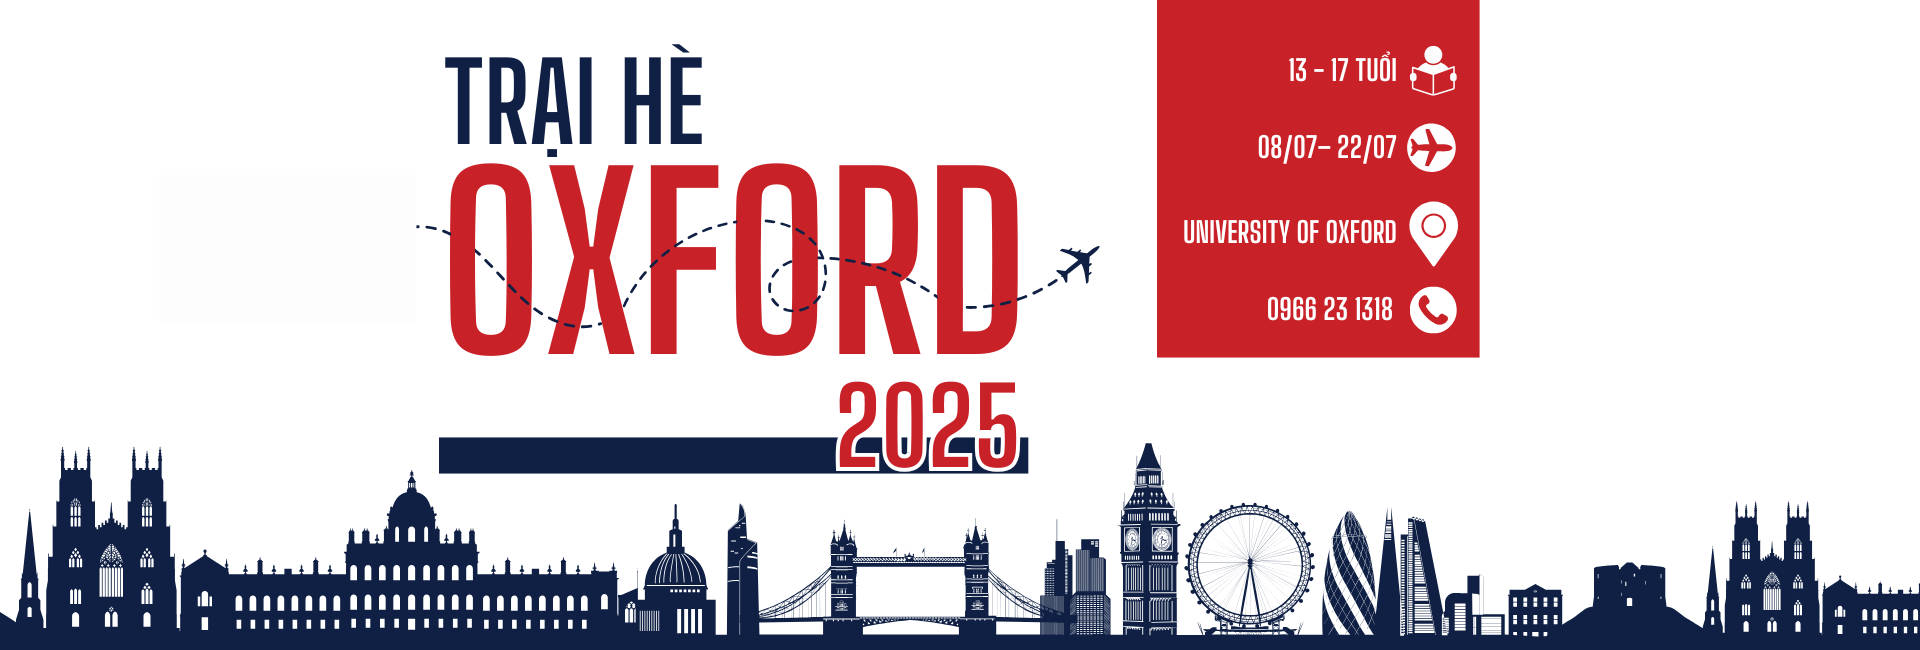 TRẠI HÈ
OXFORD
2025
13 - 17 TUỔI
08/07- 22/07
UNIVERSITY OF OXFORD
0966 23 1318